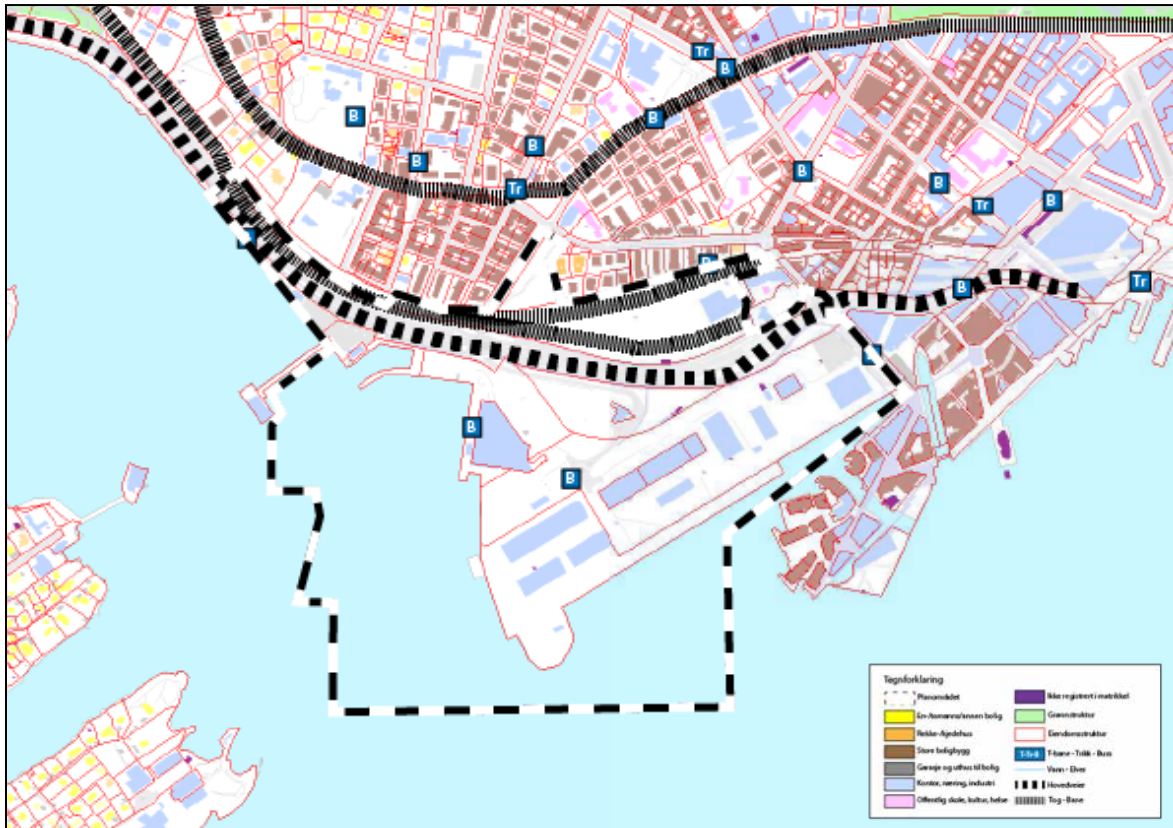 Tr
B
B
B
B
B
B
B
Tr
B
Tr
B
Tr
B
B
B
B
Tegnforklaring
Planområdet
En-/tomanns/annen bolig
Rekke-/kjedehus
Store boligbygg
Garasje og uthus til bolig
Kontor, næring, industri
Offentlig skole, kultur, helse
Ikke registrert i matrikkel
Grønnstruktur
Eiendomsstruktur
T-bane - Trikk - Buss
Vann - Elver
Hovedveier
Tog - Bane